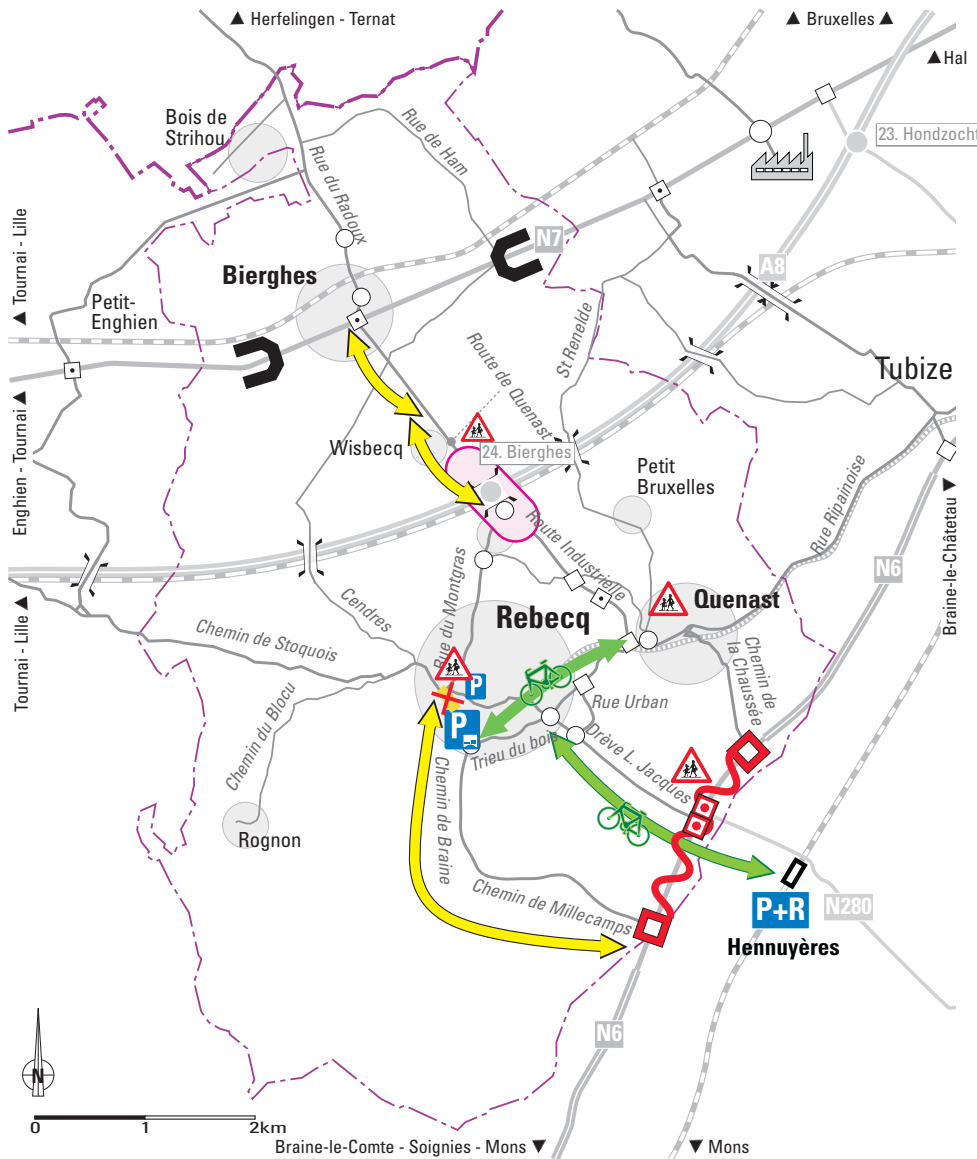 ▲ Herfelingen - Ternat
▲ Bruxelles ▲
▲ Hal
Bois de
Strihou
Rue de Ham
23. Hondzocht
Rue du Radoux
▲ Tournai - Lille
N7
Bierghes
A8
Petit-
Enghien
St Renelde
Route de Quenast
Tubize
Enghien - Tournai ▲
Wisbecq
24. Bierghes
Petit
Bruxelles
Rue Ripainoise
Braine-le-Châtetau ▲
Route Industrielle
N6
Tournai - Lille ▲
Cendres
Rue du Montgras
Rebecq
Quenast
Chemin de Stoquois
Chemin de
la Chaussée
P
Rue Urban
P
Trieu du bois
Drève L. Jacques
Chemin du Blocu
Chemin de Braine
Rognon
Chemin de Millecamps
P+R
N280
Hennuyères
N6
N
0 1 2km
Braine-le-Comte - Soignies - Mons ▼
▼ Mons